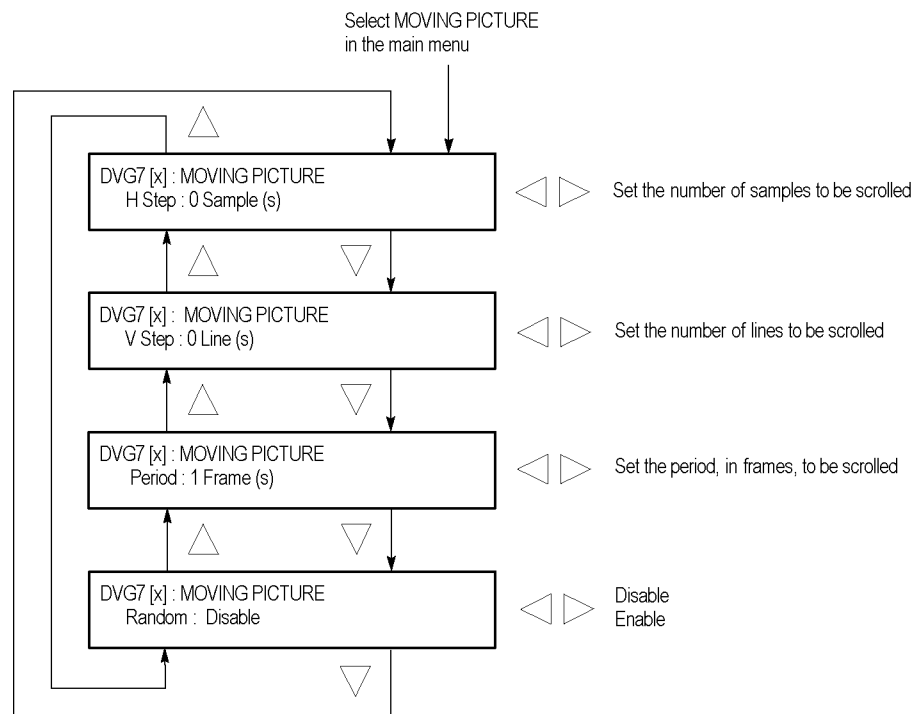 Select MOVING PICTURE
in the main menu
DVG7 [x] : MOVING PICTURE
H Step : 0 Sample (s)
Set the number of samples to be scrolled
DVG7 [x] :  MOVING PICTURE
V Step : 0 Line (s)
Set the number of lines to be scrolled
DVG7 [x] : MOVING PICTURE
Period : 1 Frame (s)
Set the period, in frames, to be scrolled
DVG7 [x] : MOVING PICTURE
Random :  Disable
Disable
Enable